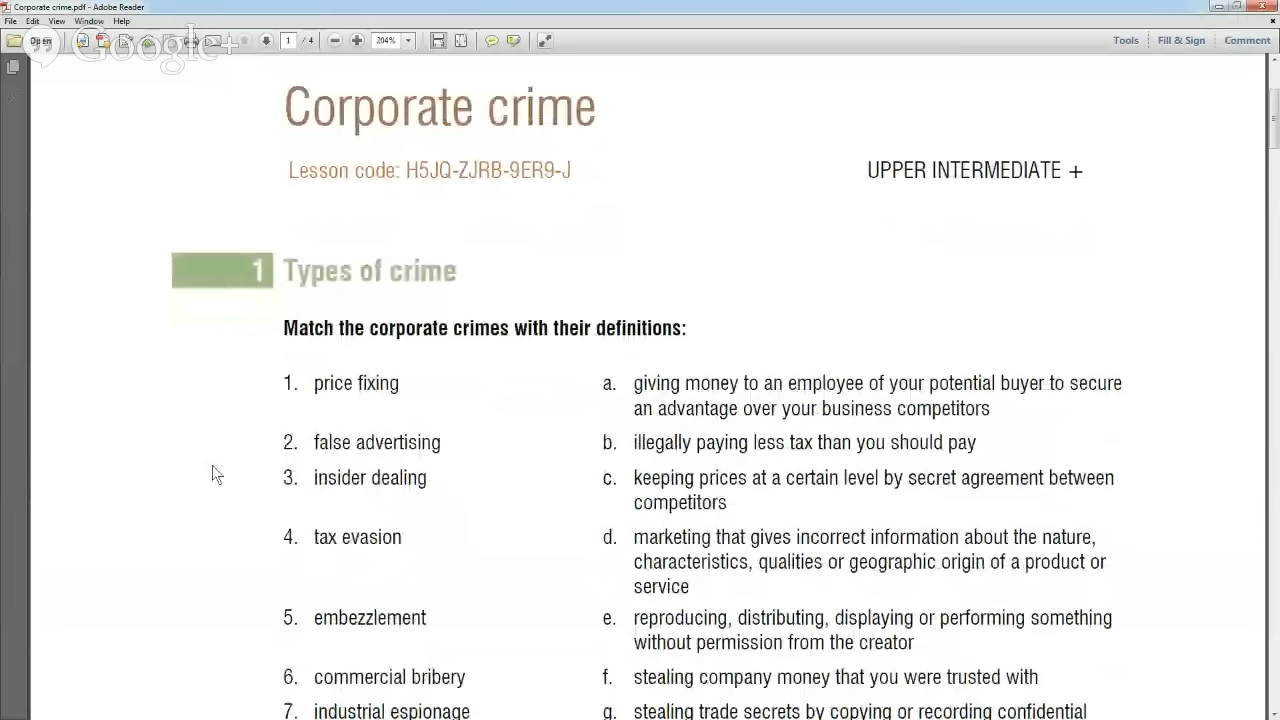 Corporate crime.pdf - Adobe Reader
File Edit View Window Help
Open
1 / 4
204%
Tools Fill & Sign Comment
Google+
Corporate crime
Lesson code: H5JQ-ZJRB-9ER9-J
UPPER INTERMEDIATE +
1 Types of crime
Match the corporate crimes with their definitions:
1. price fixing
a. giving money to an employee of your potential buyer to secure
an advantage over your business competitors
2. false advertising
b. illegally paying less tax than you should pay
3. insider dealing
c. keeping prices at a certain level by secret agreement between
competitors
4. tax evasion
d. marketing that gives incorrect information about the nature,
characteristics, qualities or geographic origin of a product or
service
5. embezzlement
e. reproducing, distributing, displaying or performing something
without permission from the creator
6. commercial bribery
f. stealing company money that you were trusted with
7. industrial espionage
g. stealing trade secrets by copying or recording confidential